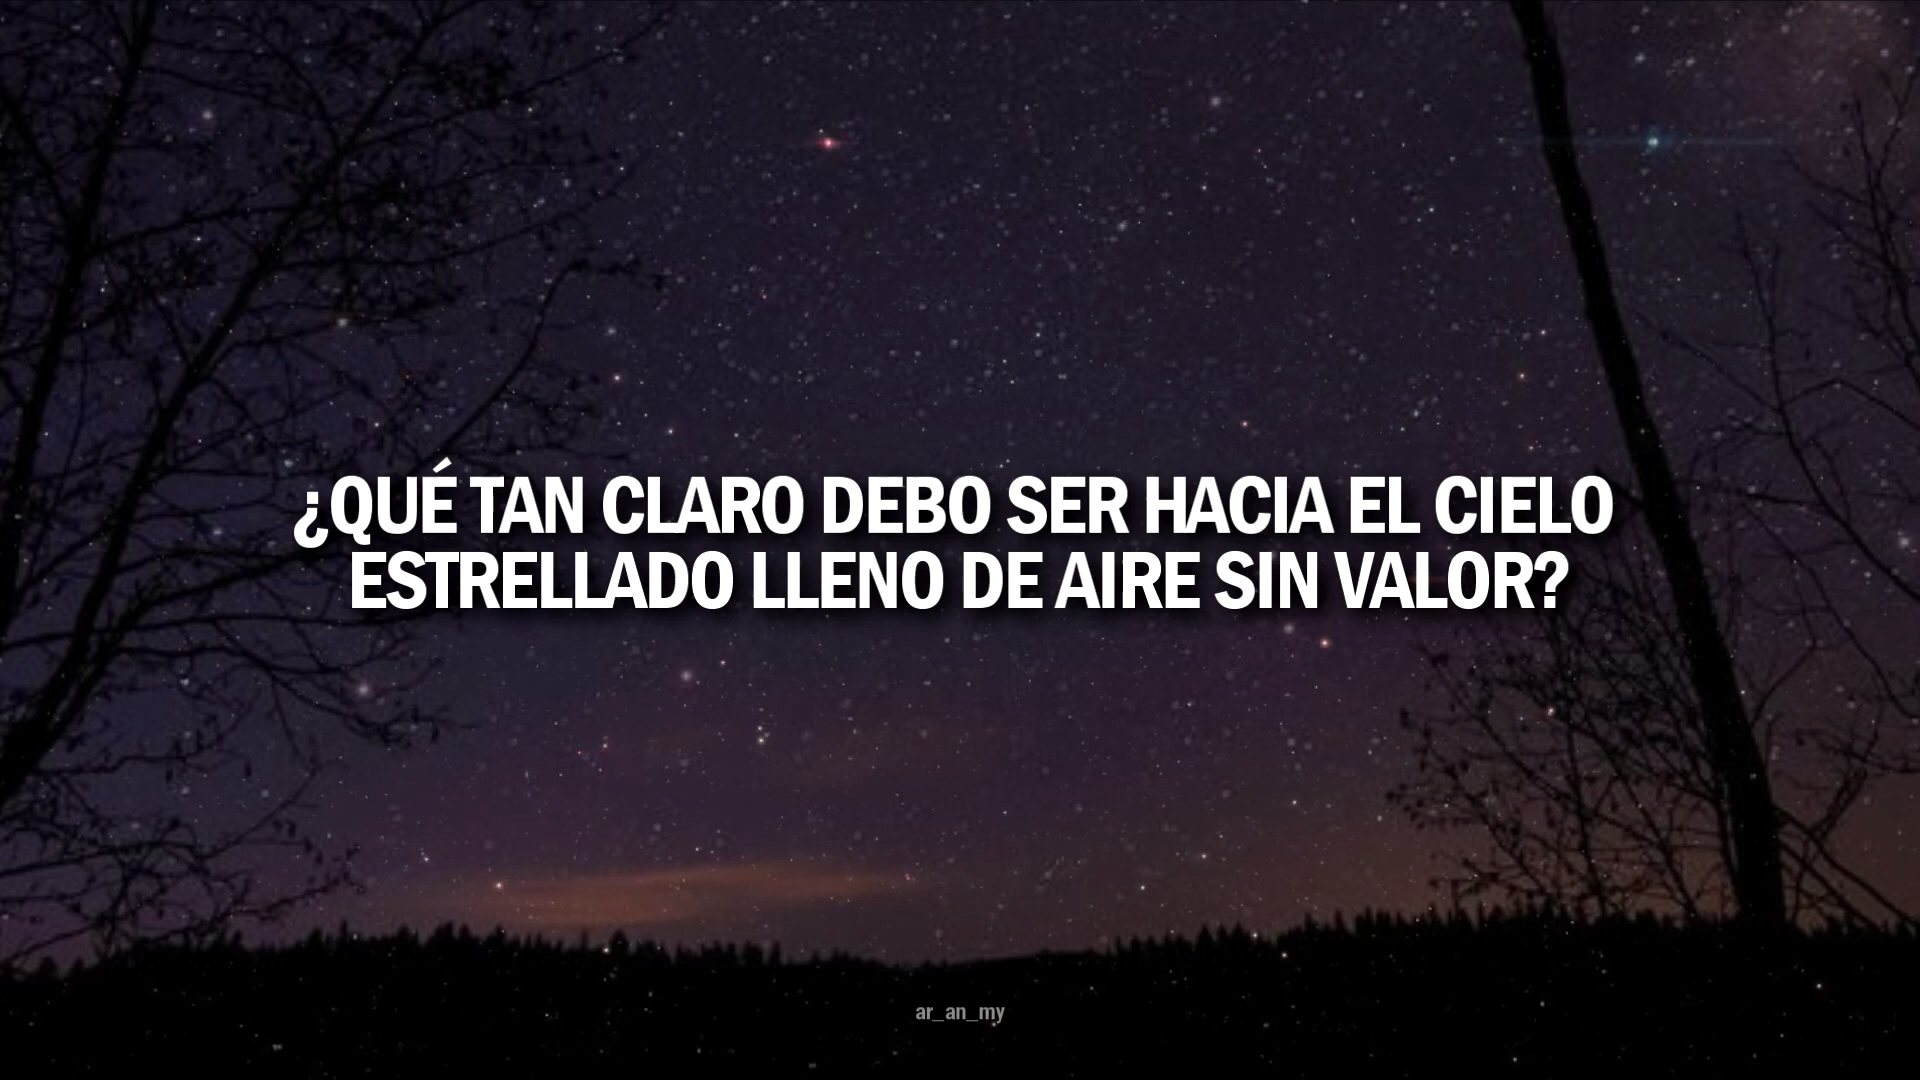 ¿QUÉ TAN CLARO DEBO SER HACIA EL CIELO
ESTRELLADO LLENO DE AIRE SIN VALOR?
ar_an_my